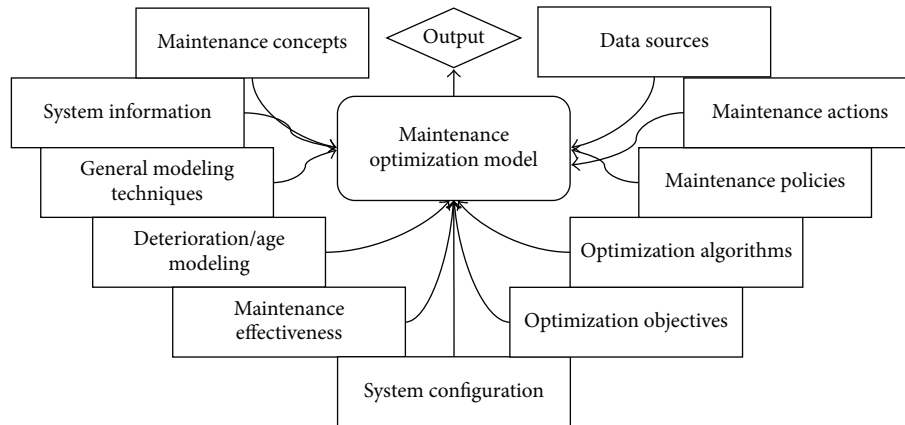 Maintenance concepts
Output
Data sources
System information
Maintenance
optimization model
Maintenance actions
General modeling
techniques
Maintenance policies
Deterioration/age
modeling
Optimization algorithms
Maintenance
effectiveness
Optimization objectives
System configuration